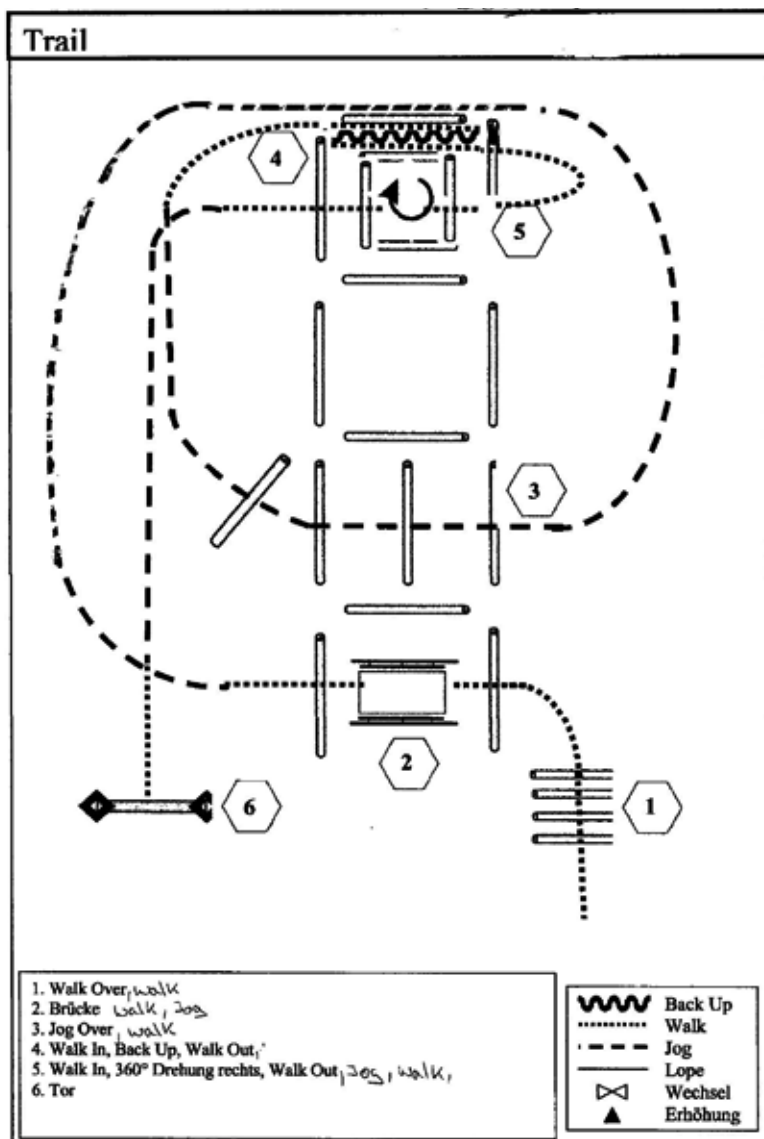 Trail
4
5
3
2
6
1
1. Walk Over, walk
2. Brücke walk, Jog
3. Jog Over, walk
4. Walk In, Back Up, Walk Out,
5. Walk In, 360° Drehung rechts, Walk Out, Jog, walk,
6. Tor
Back Up
Walk
Jog
Lope
Wechsel
Erhöhung